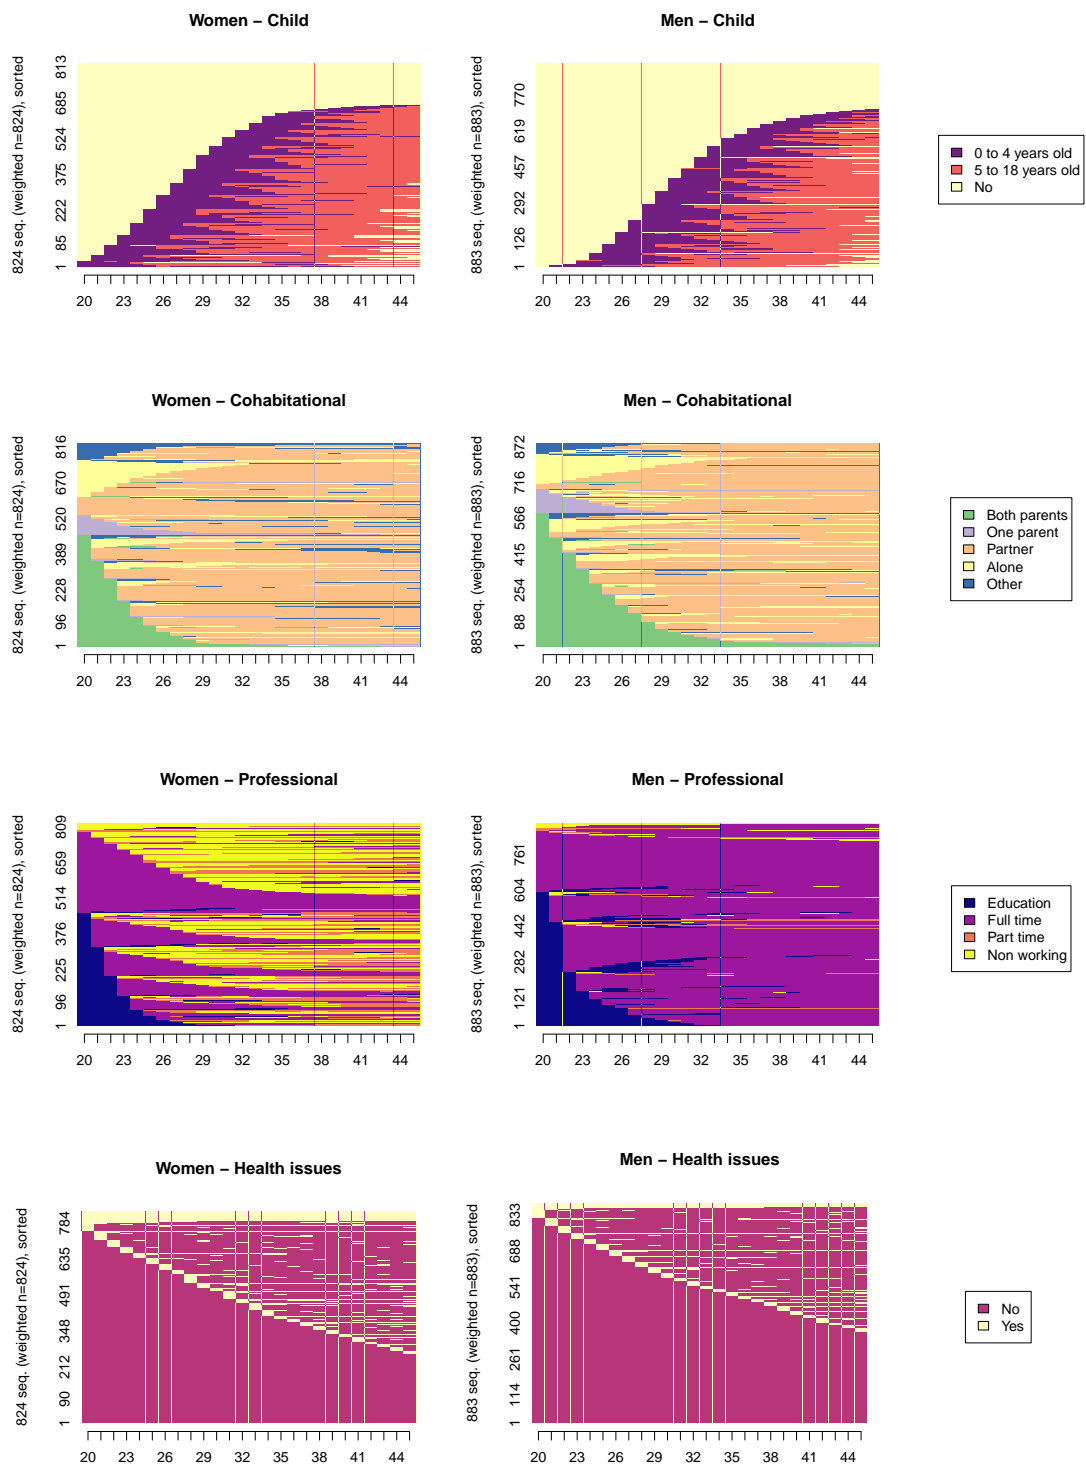 Women – Child
Men – Child
824 seq. (weighted n=824), sorted
1 85 222 375 524 685 813
20 23 26 29 32 35 38 41 44
883 seq. (weighted n=883), sorted
1 126 292 457 619 770
20 23 26 29 32 35 38 41 44
0 to 4 years old
5 to 18 years old
No
Women – Cohabitational
Men – Cohabitational
824 seq. (weighted n=824), sorted
1 96 228 389 520 670 816
20 23 26 29 32 35 38 41 44
883 seq. (weighted n=883), sorted
1 88 254 415 566 716 872
20 23 26 29 32 35 38 41 44
Both parents
One parent
Partner
Alone
Other
Women – Professional
Men – Professional
824 seq. (weighted n=824), sorted
1 96 225 376 514 659 809
20 23 26 29 32 35 38 41 44
883 seq. (weighted n=883), sorted
1 121 282 442 604 761
20 23 26 29 32 35 38 41 44
Education
Full time
Part time
Non working
Women – Health issues
Men – Health issues
824 seq. (weighted n=824), sorted
1 90 212 348 491 635 784
20 23 26 29 32 35 38 41 44
883 seq. (weighted n=883), sorted
1 114 261 400 541 688 833
20 23 26 29 32 35 38 41 44
No
Yes